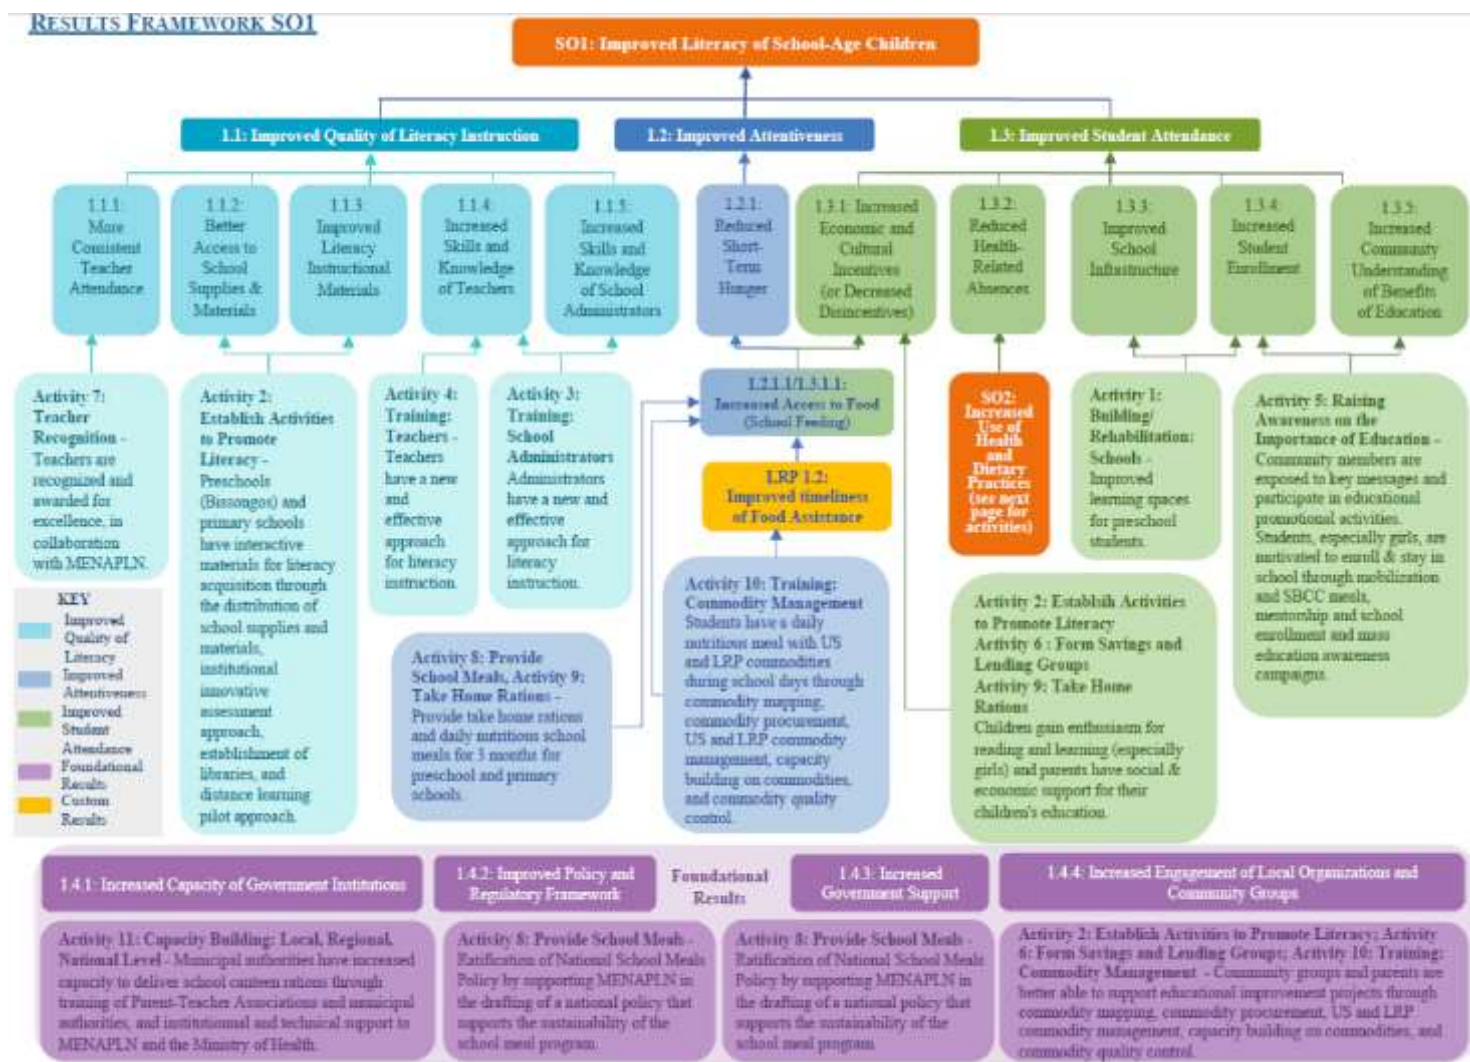 RESULTS FRAMEWORK SO1
SO1: Improved Literacy of School-Age Children
1.1: Improved Quality of Literacy Instruction
1.2: Improved Attentiveness
1.3: Improved Student Attendance
1.1.1:
More
Consistent
Teacher
Attendance
1.1.2:
Better
Access to
School
Supplies &
Materials
1.1.3:
Improved
Literacy
Instructional
Materials
1.1.4:
Increased
Skills and
Knowledge
of Teachers
1.1.5:
Increased
Skills and
Knowledge
of School
Administrators
1.2.1:
Reduced
Short-
Term
Hunger
1.3.1: Increased
Economic and
Cultural
Incentives
(or Decreased
Disincentives)
1.3.2:
Reduced
Health-
Related
Absences
1.3.3:
Improved
School
Infrastructure
1.3.4:
Increased
Student
Enrollment
1.3.5:
Increased
Community
Understanding
of Benefits
of Education
Activity 7:
Teacher
Recognition -
Teachers are
recognized and
awarded for
excellence, in
collaboration
with MENAPLN.
Activity 2:
Establish Activities
to Promote
Literacy -
Preschools
(Bissongos) and
primary schools
have interactive
materials for literacy
acquisition through
the distribution of
school supplies and
materials,
institutional
innovative
assessment
approach,
establishment of
libraries, and
distance learning
pilot approach.
Activity 4:
Training:
Teachers -
Teachers
have a new
and
effective
approach
for literacy
instruction.
Activity 3:
Training:
School
Administrators
Administrators
have a new and
effective
approach for
literacy
instruction.
1.2.1.1/1.3.1.1:
Increased Access to Food
(School Feeding)
LRP 1.2:
Improved timeliness
of Food Assistance
SO2:
Increased
Use of
Health
and
Dietary
Practices
(see next
page for
activities)
Activity 1:
Building/
Rehabilitation:
Schools -
Improved
learning spaces
for preschool
students.
Activity 5: Raising
Awareness on the
Importance of Education -
Community members are
exposed to key messages and
participate in educational
promotional activities.
Students, especially girls, are
motivated to enroll & stay in
school through mobilization
and SBCC meals,
mentorship and school
enrollment and mass
education awareness
campaigns.
KEY
Improved
Quality of
Literacy
Improved
Attentiveness
Improved
Student
Attendance
Foundational
Results
Custom
Results
Activity 8: Provide
School Meals, Activity 9:
Take Home Rations -
Provide take home rations
and daily nutritious school
meals for 3 months for
preschool and primary
schools.
Activity 10: Training:
Commodity Management
Students have a daily
nutritious meal with US
and LRP commodities
during school days through
commodity mapping,
commodity procurement,
US and LRP commodity
management, capacity
building on commodities,
and commodity quality
control.
Activity 2: Establish Activities
to Promote Literacy
Activity 6 : Form Savings and
Lending Groups
Activity 9: Take Home
Rations
Children gain enthusiasm for
reading and learning (especially
girls) and parents have social &
economic support for their
children's education.
1.4.1: Increased Capacity of Government Institutions
1.4.2: Improved Policy and
Regulatory Framework
Foundational
Results
1.4.3: Increased
Government Support
1.4.4: Increased Engagement of Local Organizations and
Community Groups
Activity 11: Capacity Building: Local, Regional,
National Level - Municipal authorities have increased
capacity to deliver school canteen rations through
training of Parent-Teacher Associations and municipal
authorities, and institutionnal and technical support to
MENAPLN and the Ministry of Health.
Activity 8: Provide School Meals -
Ratification of National School Meals
Policy by supporting MENAPLN in
the drafting of a national policy that
supports the sustainability of the
school meal program.
Activity 8: Provide School Meals -
Ratification of National School Meals
Policy by supporting MENAPLN in
the drafting of a national policy that
supports the sustainability of the
school meal program.
Activity 2: Establish Activities to Promote Literacy; Activity
6: Form Savings and Lending Groups; Activity 10: Training:
Commodity Management - Community groups and parents are
better able to support educational improvement projects through
commodity mapping, commodity procurement, US and LRP
commodity management, capacity building on commodities, and
commodity quality control.